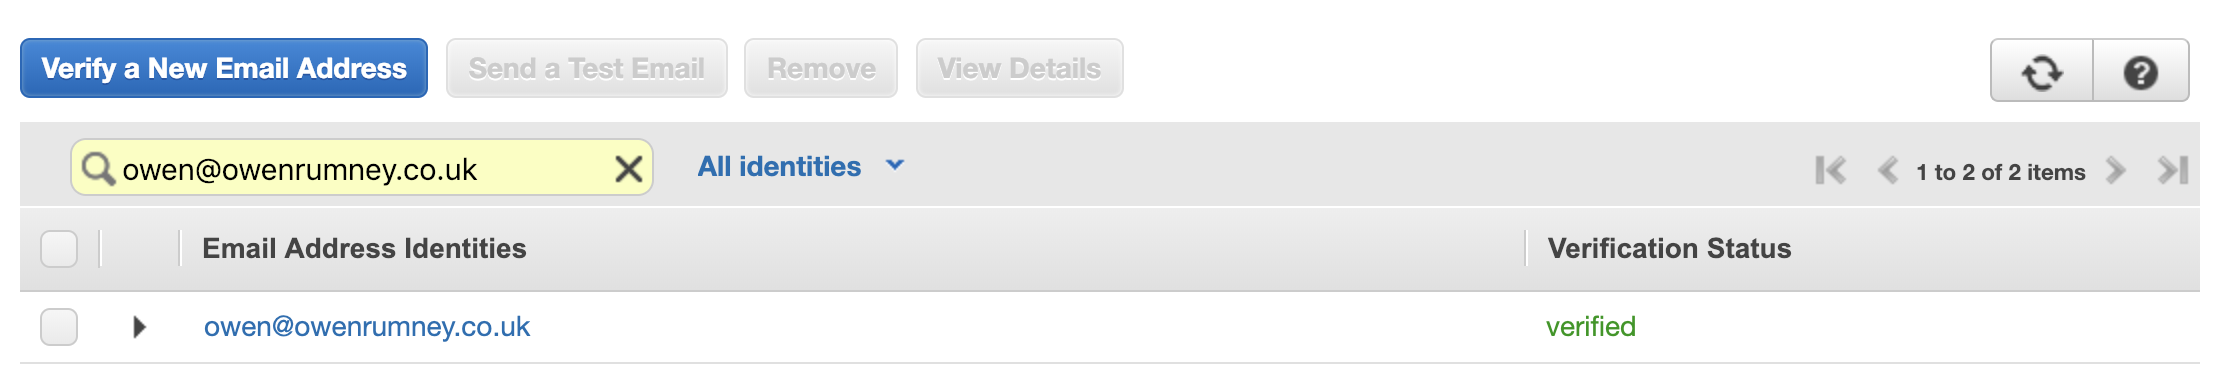 Verify a New Email Address Send a Test Email Remove View Details
owen@owenrumney.co.uk All identities 1 to 2 of 2 items
Email Address Identities Verification Status
owen@owenrumney.co.uk verified